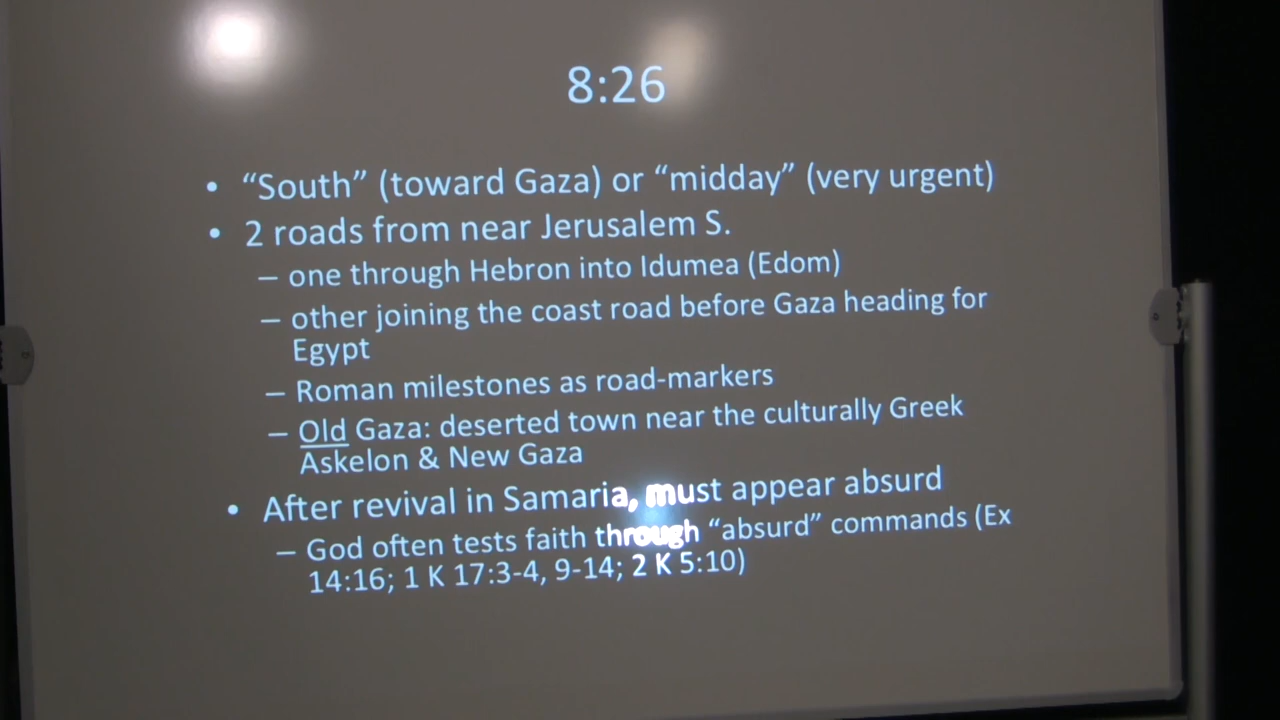 8:26
• “South” (toward Gaza) or “midday” (very urgent)
• 2 roads from near Jerusalem S.
– one through Hebron into Idumea (Edom)
– other joining the coast road before Gaza heading for
Egypt
– Roman milestones as road-markers
– Old Gaza: deserted town near the culturally Greek
Askelon & New Gaza
• After revival in Samaria, must appear absurd
– God often tests faith through “absurd” commands (Ex
14:16; 1 K 17:3-4, 9-14; 2 K 5:10)